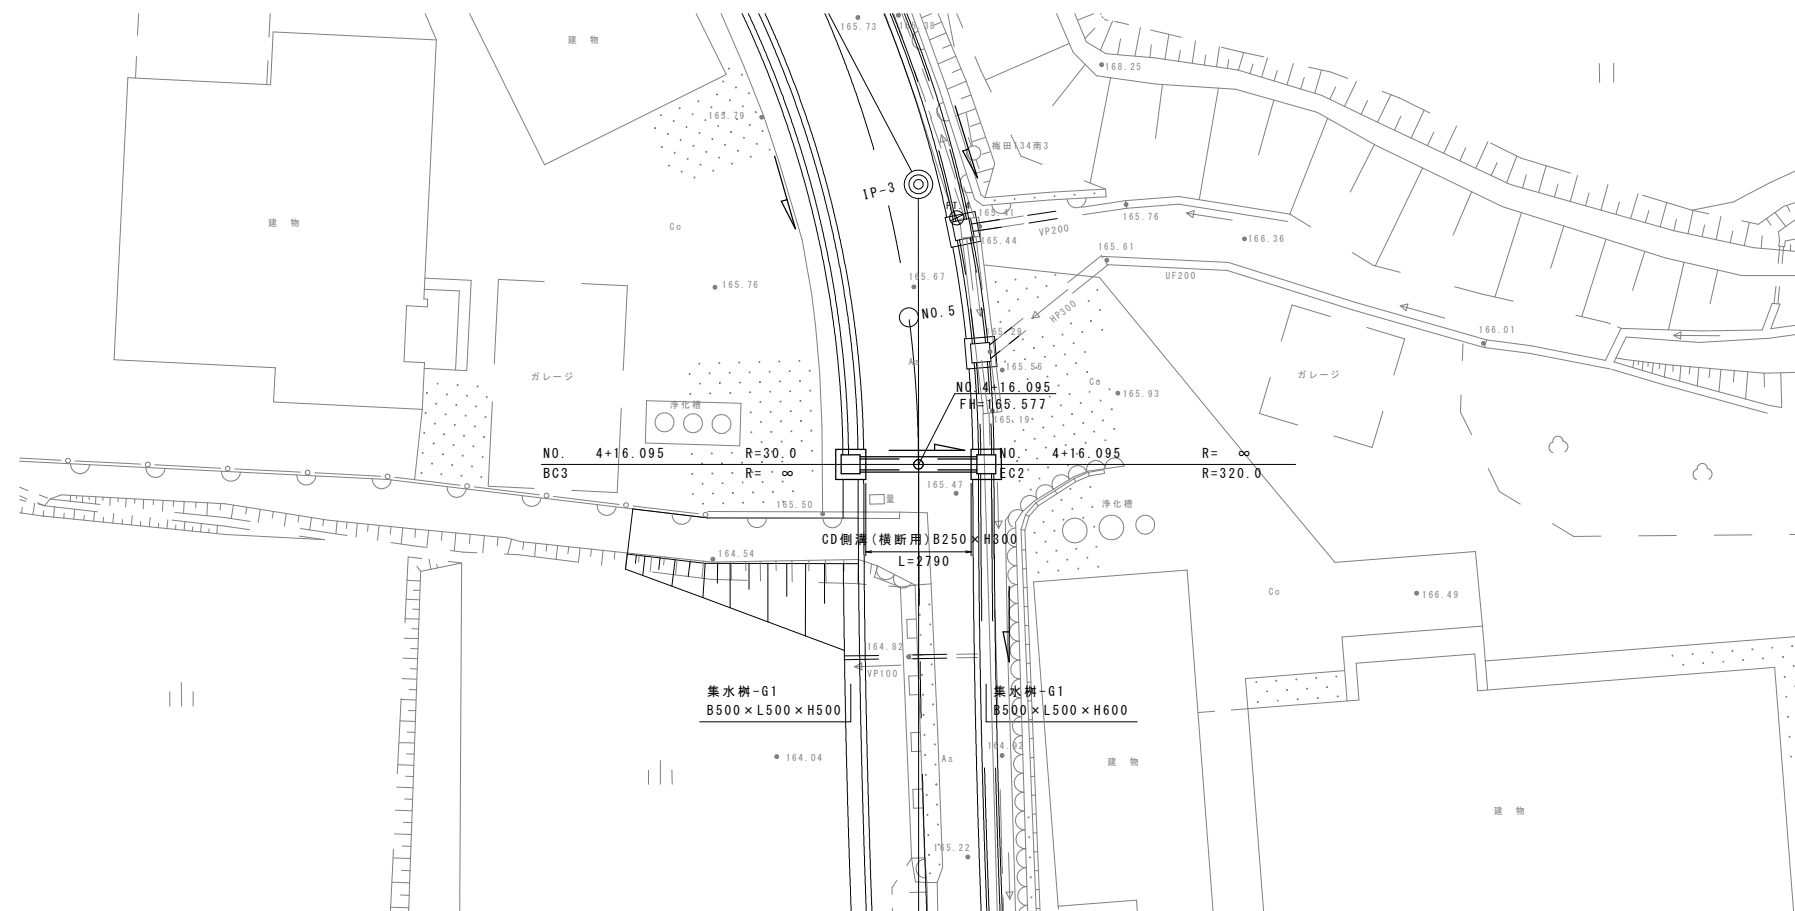 165.73
建 物
168.25
165.79
梅田134南3
IP-3
165.41
165.76
建 物
Co
VP200
165.44
166.36
165.61
165.67
UF200
165.76
NO.5
HP300
165.29
166.01
As
165.56
ガレージ
ガレージ
NO.4+16.095
Co
165.93
浄化槽
FH=165.577
165.19
NO. 4+16.095 R=30.0
BC3 R= ∞
NO. 4+16.095 R= ∞
EC2 R=320.0
165.47
165.50
浄化槽
CD側溝(横断用)B250×H300
164.54
L=2790
Co
166.49
164.82
VP100
集水桝-G1
B500×L500×H500
集水桝-G1
B500×L500×H600
164.92
164.04
As
建 物
建 物
165.22